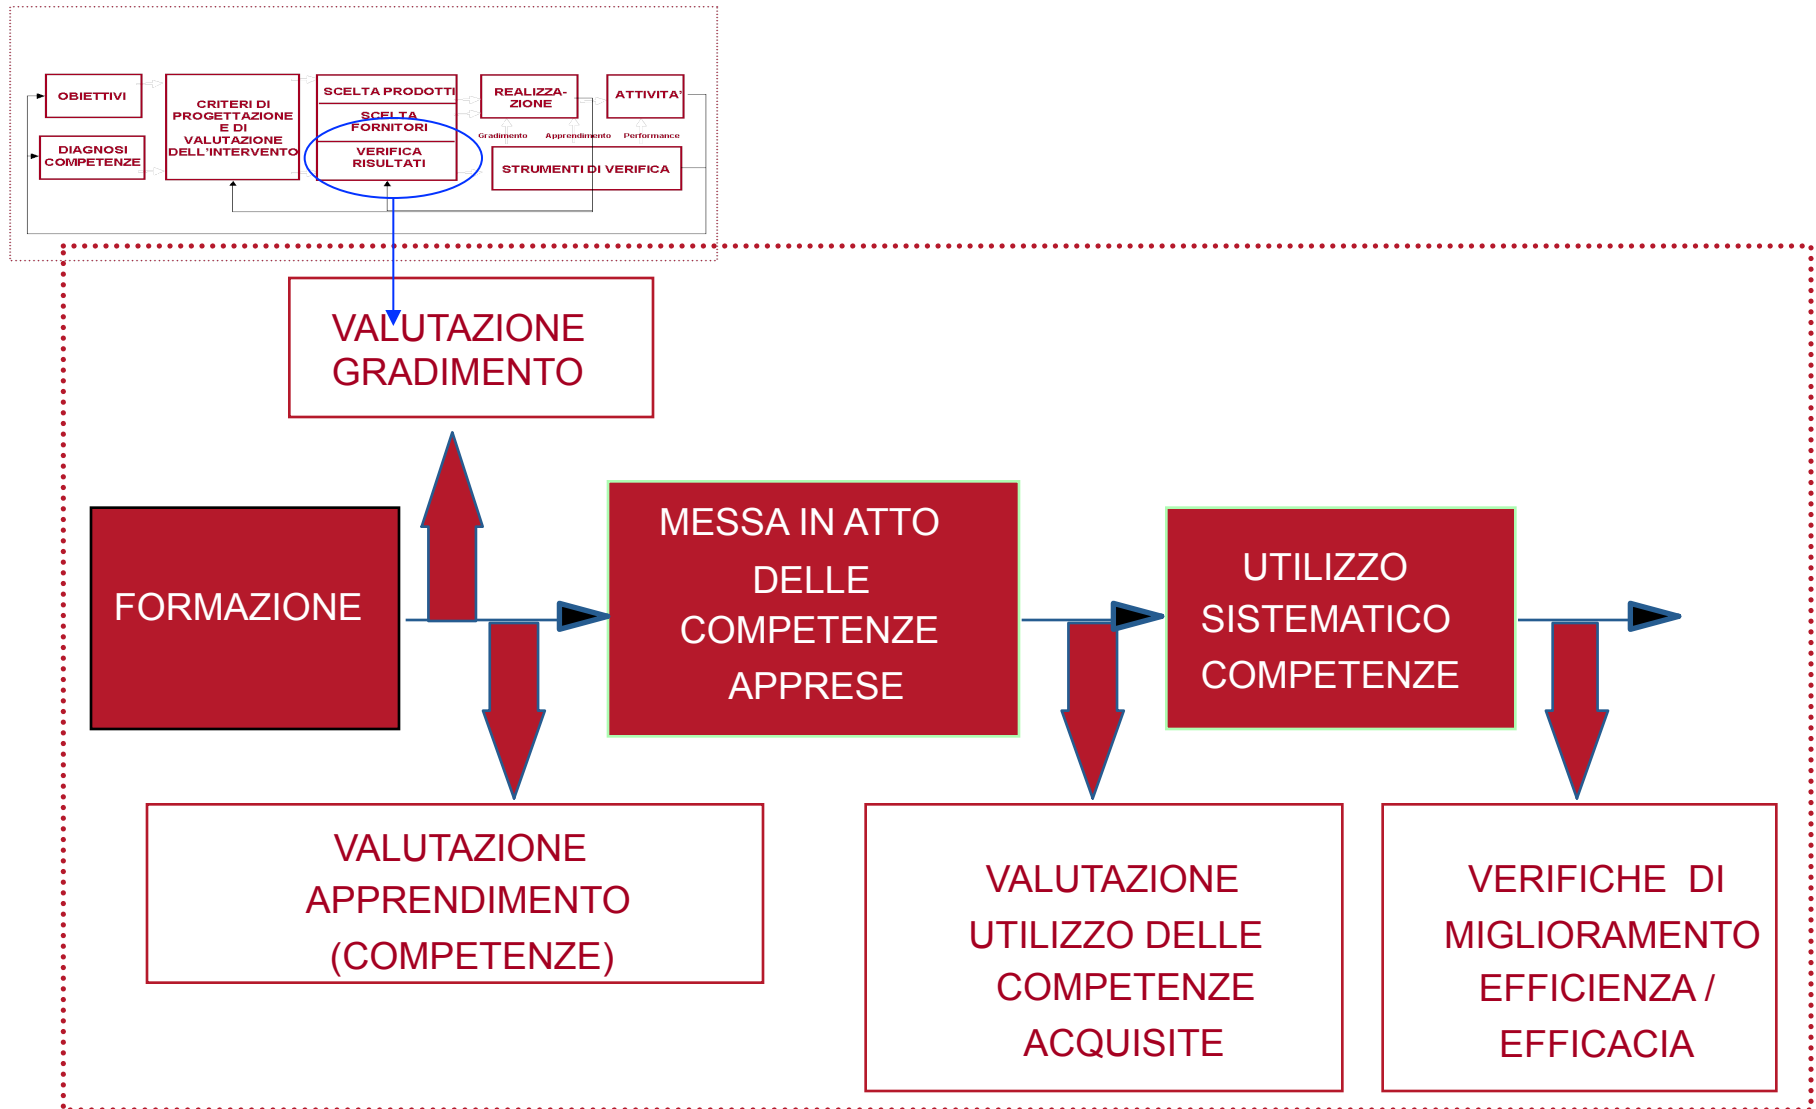 OBIETTIVI
DIAGNOSI
COMPETENZE
CRITERI DI
PROGETTAZIONE
E DI
VALUTAZIONE
DELL'INTERVENTO
SCELTA PRODOTTI
SCELTA
FORNITORI
VERIFICA
RISULTATI
REALIZZA-
ZIONE
ATTIVITA'
Gradimento
Apprendimento
Performance
STRUMENTI DI VERIFICA
VALUTAZIONE
GRADIMENTO
FORMAZIONE
MESSA IN ATTO
DELLE
COMPETENZE
APPRESE
UTILIZZO
SISTEMATICO
COMPETENZE
VALUTAZIONE
APPRENDIMENTO
(COMPETENZE)
VALUTAZIONE
UTILIZZO DELLE
COMPETENZE
ACQUISITE
VERIFICHE DI
MIGLIORAMENTO
EFFICIENZA /
EFFICACIA